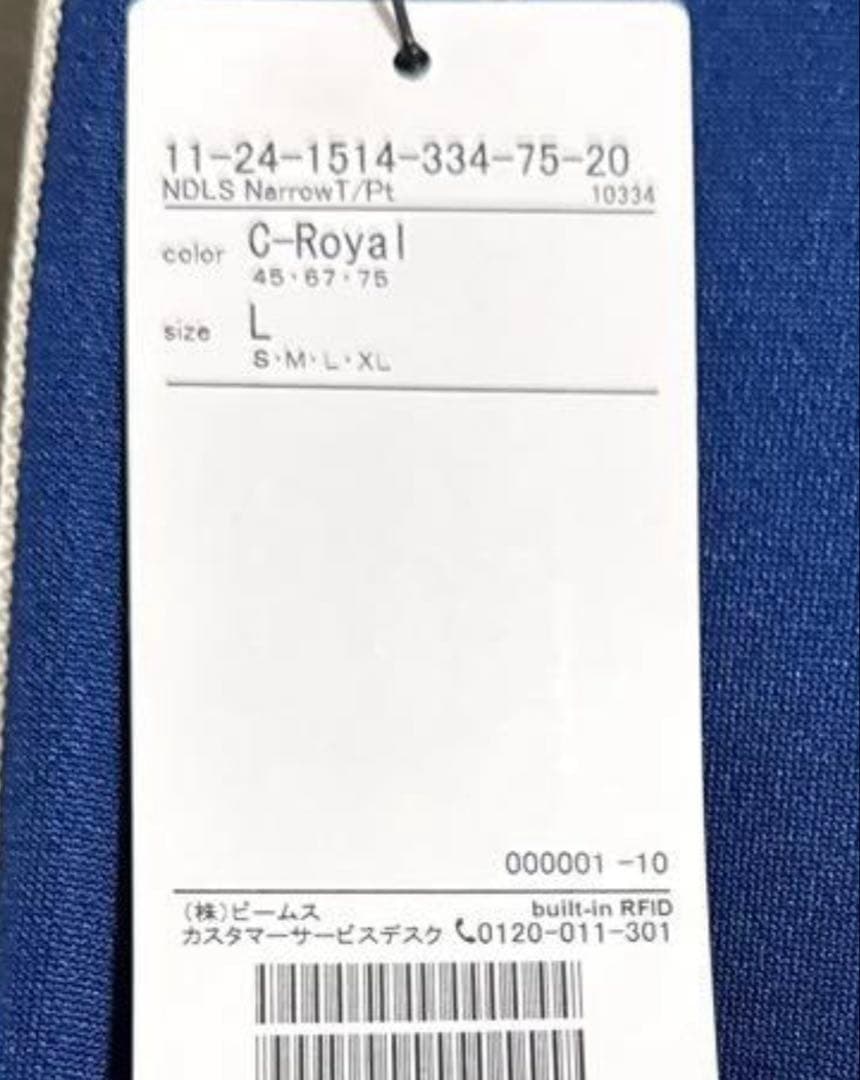 11-24-1514-334-75-20
NDLS NarrowT/Pt 10334
color C-Royal
45・67・75
size L
S・M・L・XL
000001 -10
(株)ビームス built-in RFID
カスタマーサービスデスク 0120-011-301